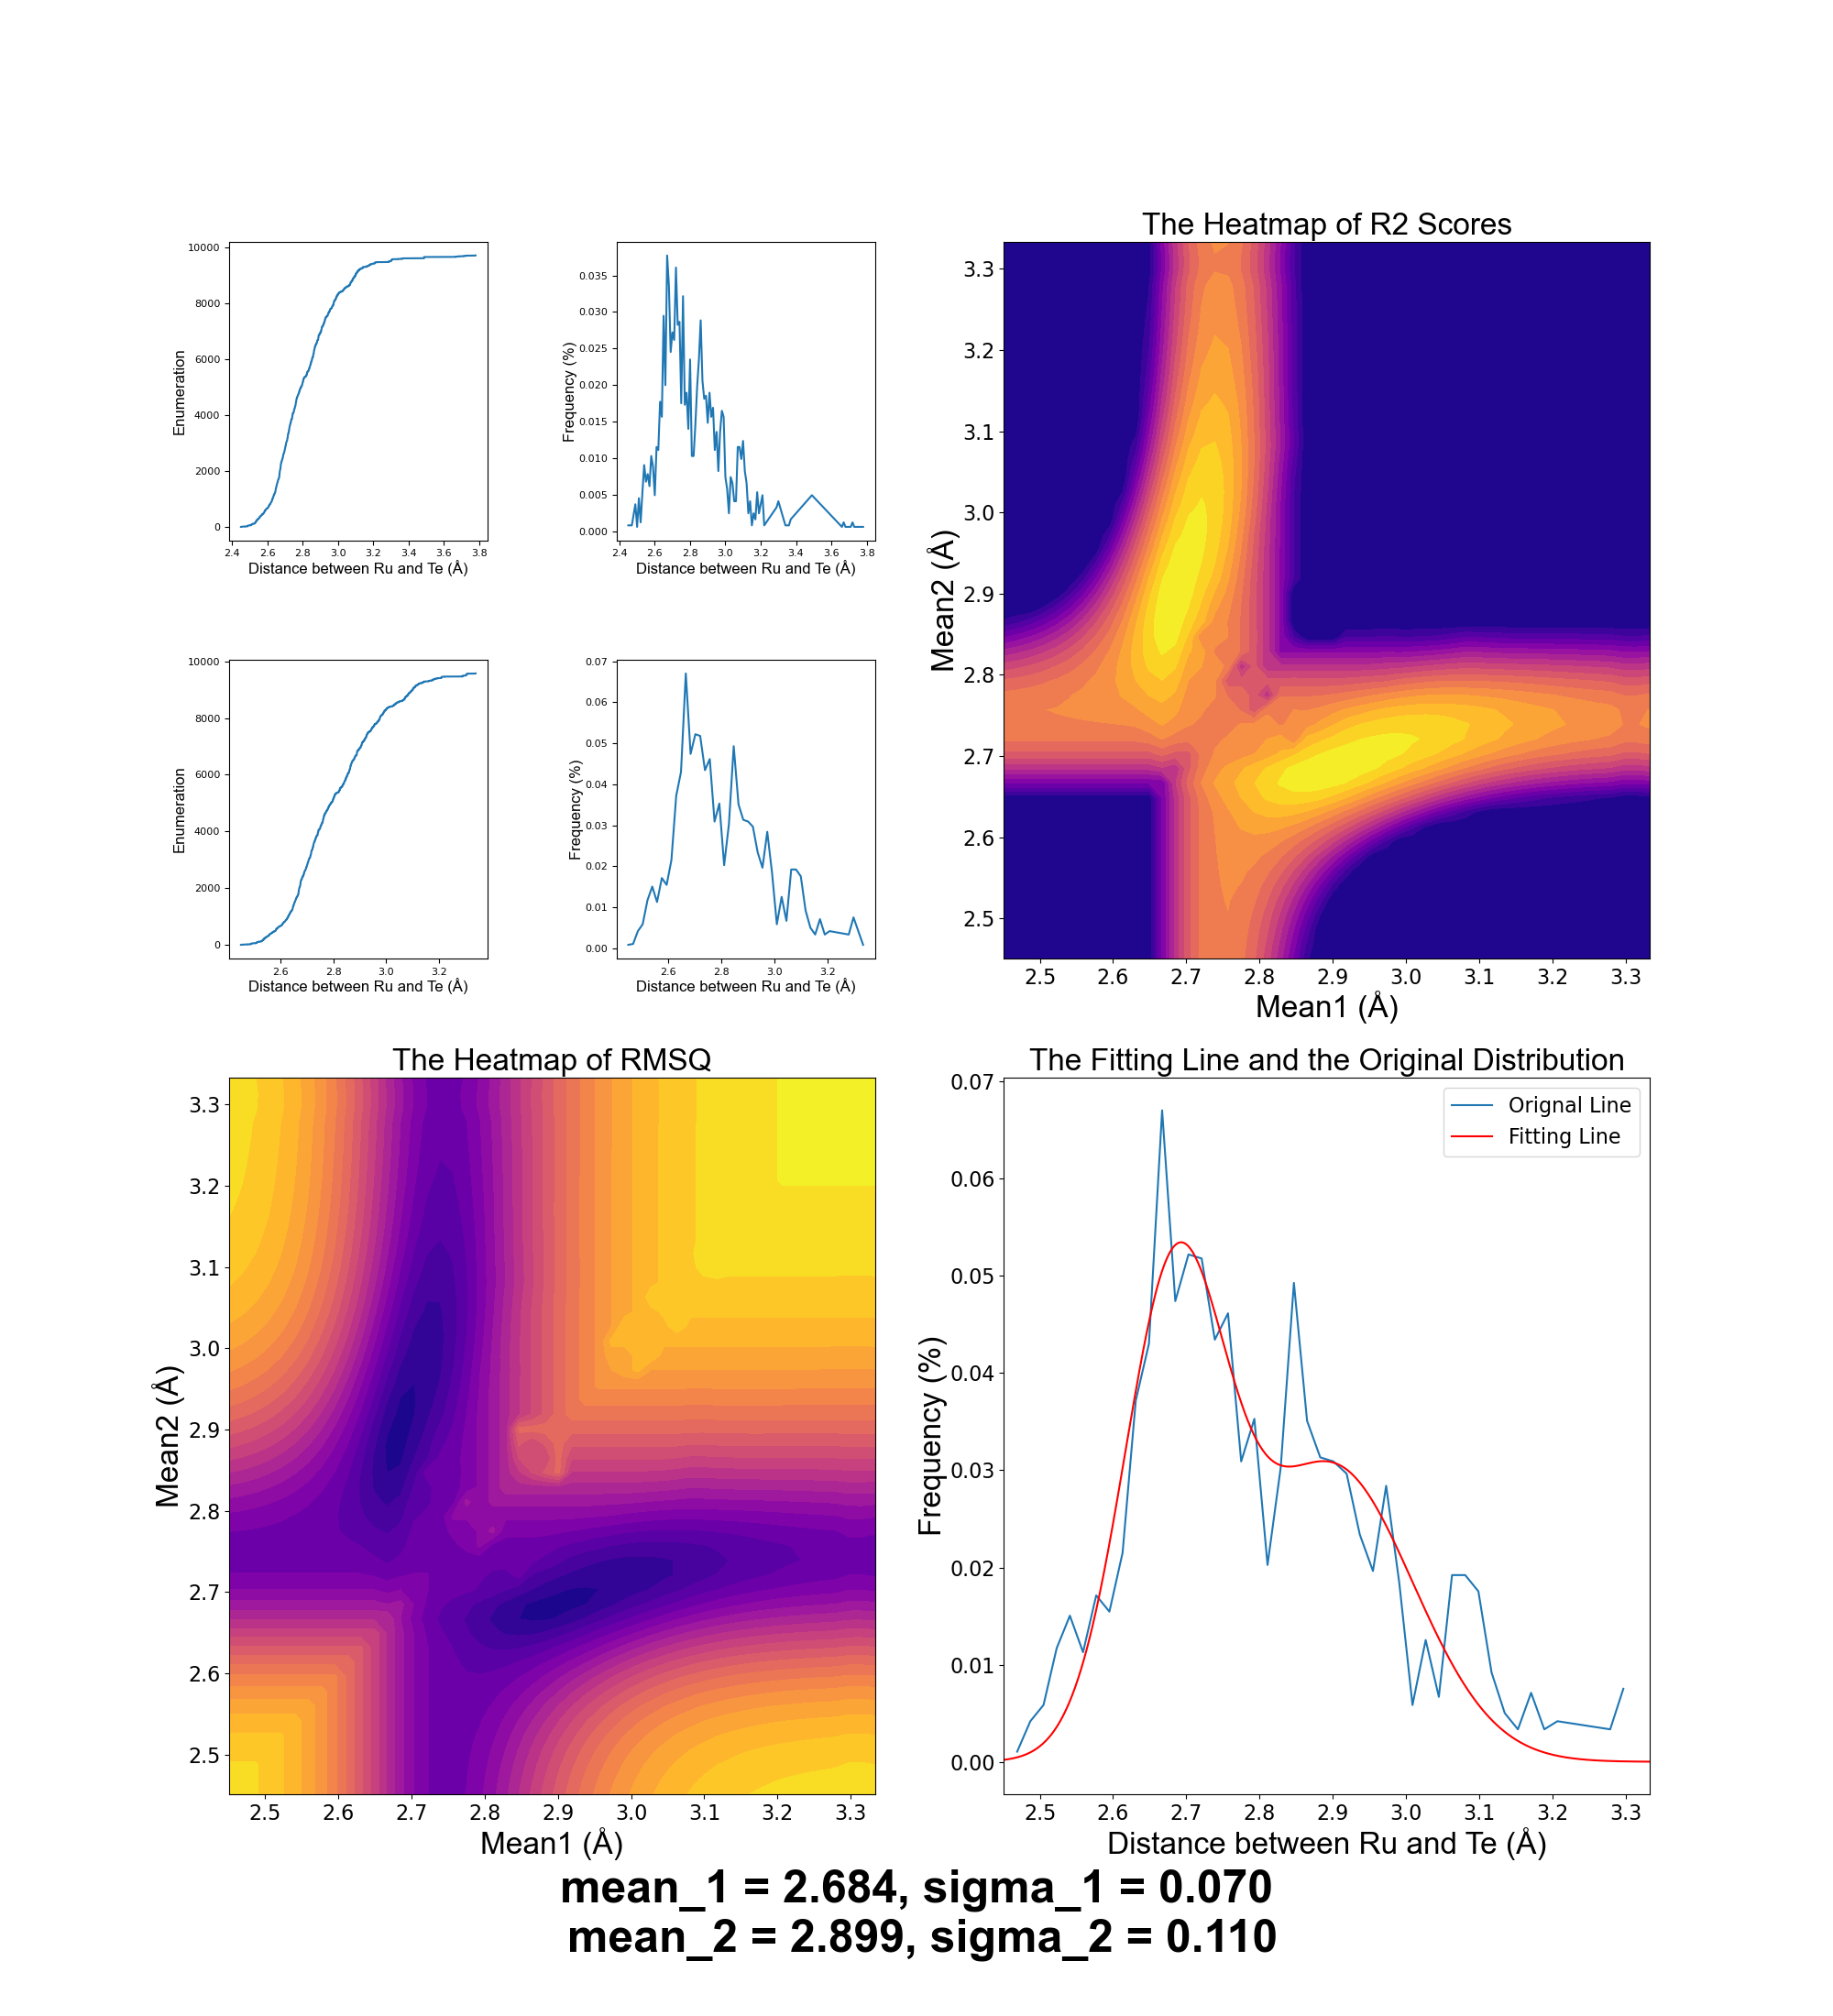 The Heatmap of R2 Scores
10000
8000
6000
4000
2000
0
Enumeration
2.4 2.6 2.8 3.0 3.2 3.4 3.6 3.8
Distance between Ru and Te (Å)
0.035
0.030
0.025
0.020
0.015
0.010
0.005
0.000
Frequency (%)
2.4 2.6 2.8 3.0 3.2 3.4 3.6 3.8
Distance between Ru and Te (Å)
3.3
3.2
3.1
3.0
2.9
2.8
2.7
2.6
2.5
Mean2 (Å)
2.5 2.6 2.7 2.8 2.9 3.0 3.1 3.2 3.3
Mean1 (Å)
10000
8000
6000
4000
2000
0
Enumeration
2.6 2.8 3.0 3.2
Distance between Ru and Te (Å)
0.07
0.06
0.05
0.04
0.03
0.02
0.01
0.00
Frequency (%)
2.6 2.8 3.0 3.2
Distance between Ru and Te (Å)
The Heatmap of RMSQ
3.3
3.2
3.1
3.0
2.9
2.8
2.7
2.6
2.5
Mean2 (Å)
2.5 2.6 2.7 2.8 2.9 3.0 3.1 3.2 3.3
Mean1 (Å)
The Fitting Line and the Original Distribution
Orignal Line
Fitting Line
0.07
0.06
0.05
0.04
0.03
0.02
0.01
0.00
Frequency (%)
2.5 2.6 2.7 2.8 2.9 3.0 3.1 3.2 3.3
Distance between Ru and Te (Å)
mean_1 = 2.684, sigma_1 = 0.070
mean_2 = 2.899, sigma_2 = 0.110